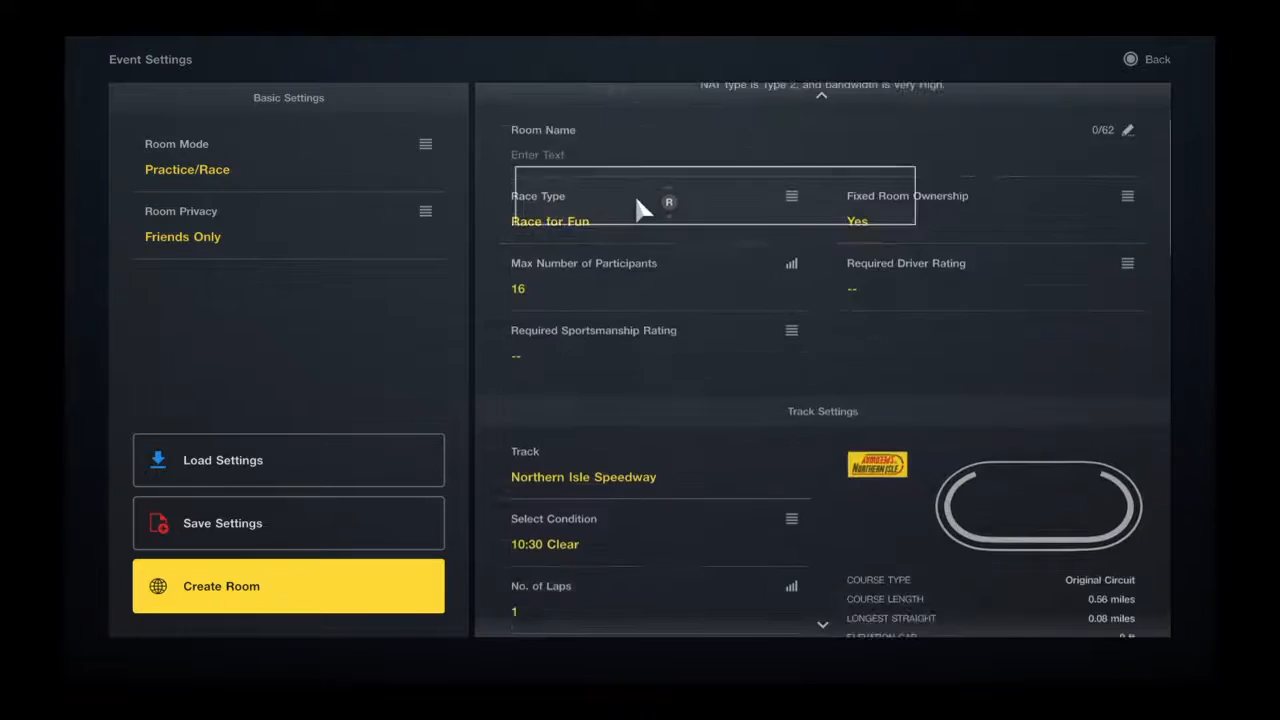 Event Settings
Back
Basic Settings
Room Mode
Practice/Race
Room Privacy
Friends Only
Load Settings
Save Settings
Create Room
NAT type is Type 2, and bandwidth is Very High.
Room Name
0/62
Enter Text
Race Type
Race for Fun
R
Fixed Room Ownership
Yes
Max Number of Participants
16
Required Driver Rating
--
Required Sportsmanship Rating
--
Track Settings
Track
Northern Isle Speedway
NORTHERN ISLE
SPEEDWAY
Select Condition
10:30 Clear
No. of Laps
1
COURSE TYPE Original Circuit
COURSE LENGTH 0.56 miles
LONGEST STRAIGHT 0.08 miles